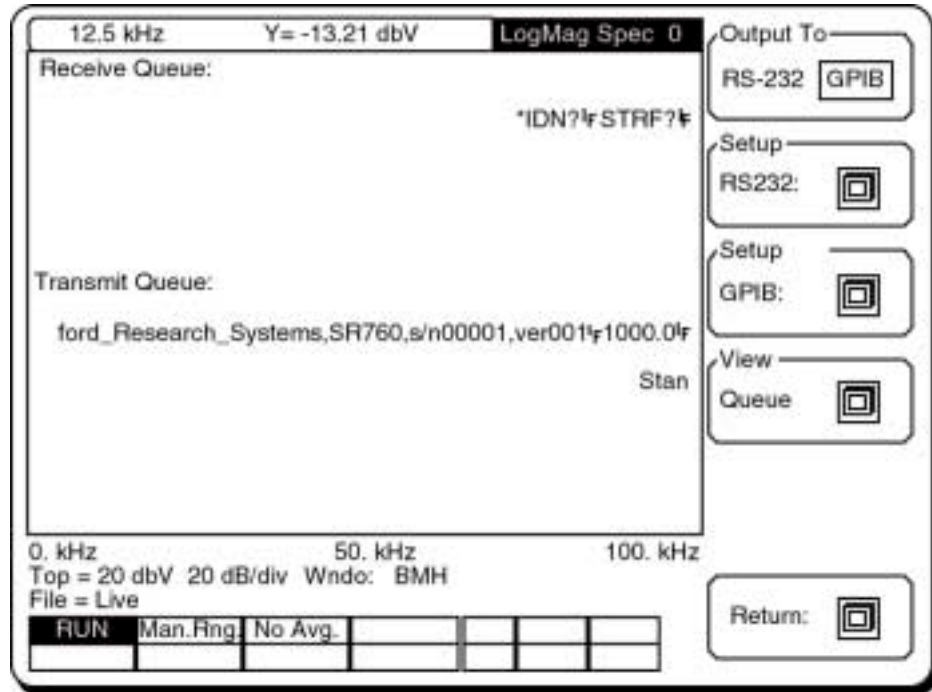 12.5 kHz Y= -13.21 dbV LogMag Spec 0
Receive Queue:
*IDN?␊STRF?␊
Transmit Queue:
ford_Research_Systems,SR760,s/n00001,ver001␊1000.0␊
Stan
0. kHz 50. kHz 100. kHz
Top = 20 dbV 20 dB/div Wndo: BMH
File = Live
RUN Man.Rng. No Avg.
Output To
RS-232 GPIB
Setup
RS232:
Setup
GPIB:
View
Queue
Return: